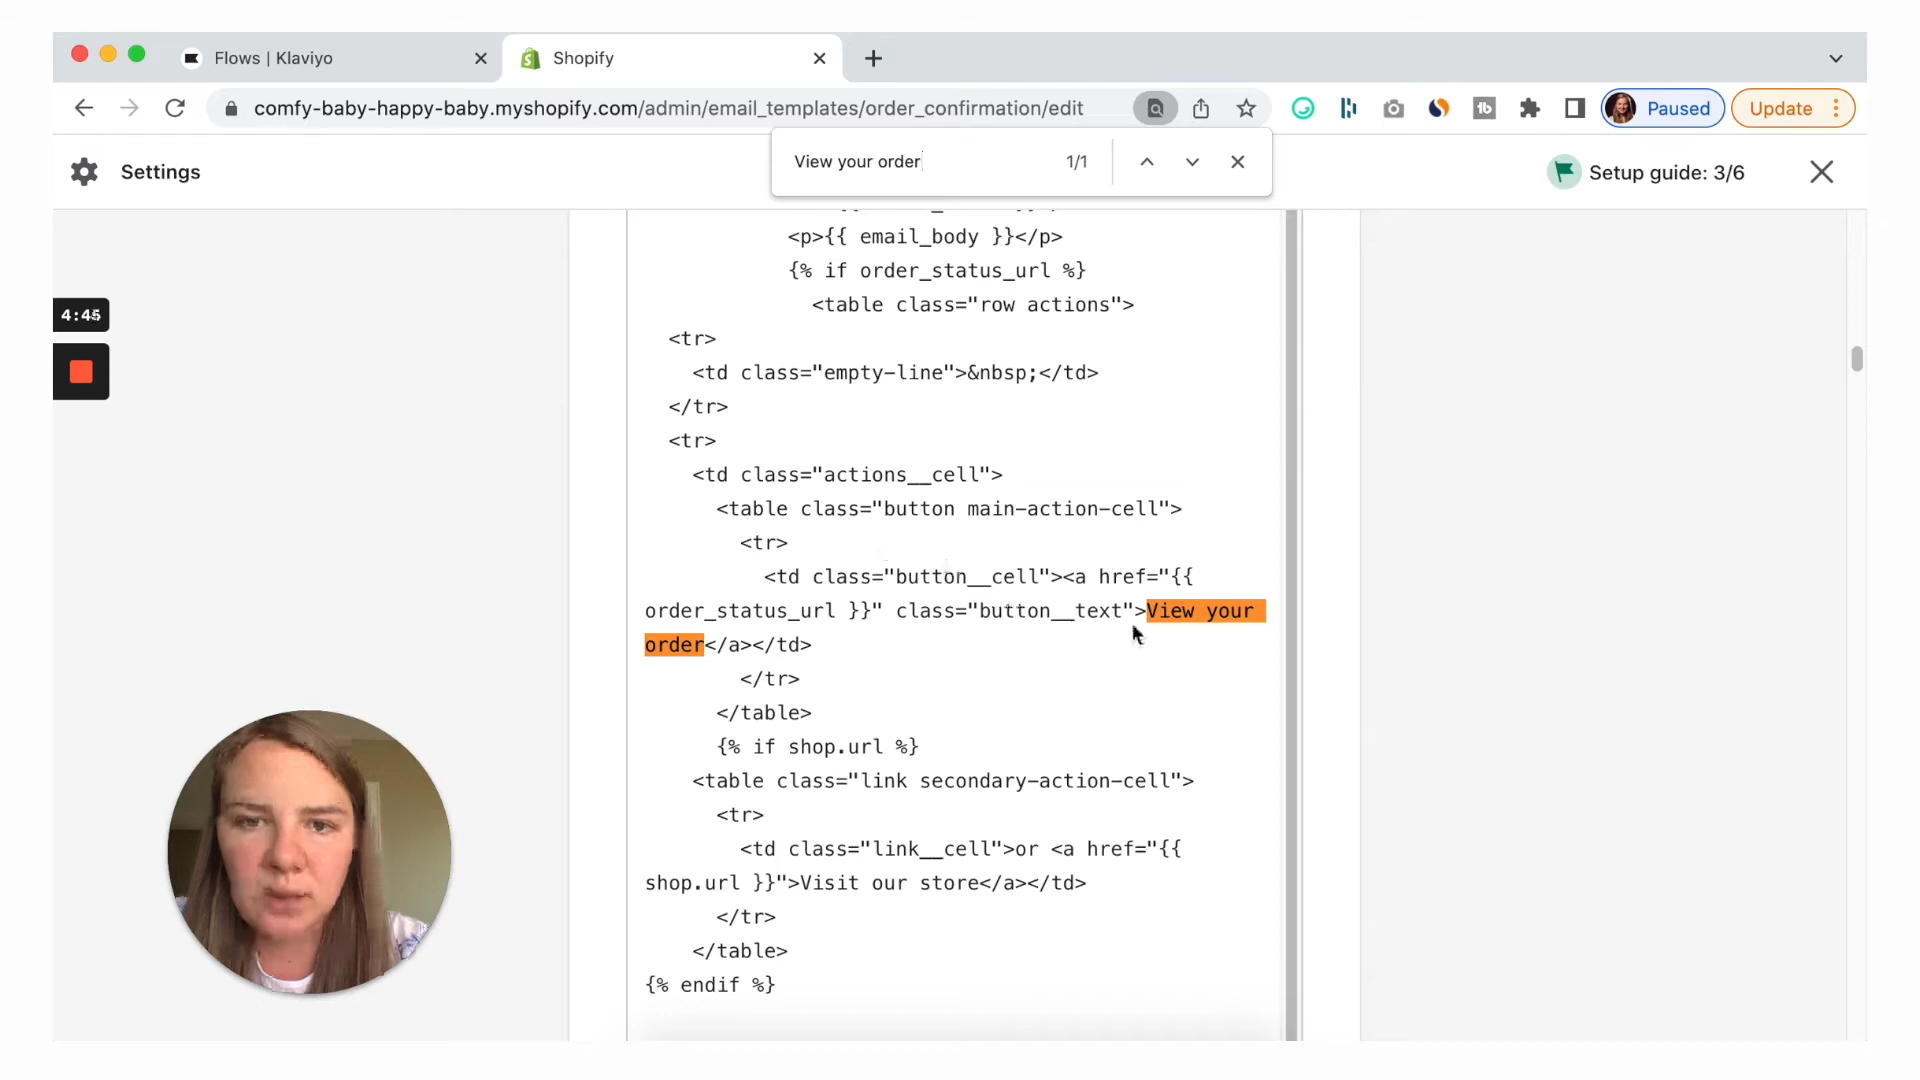 Flows | Klaviyo
Shopify
comfy-baby-happy-baby.myshopify.com/admin/email_templates/order_confirmation/edit
Paused
Update
View your order
1/1
Settings
Setup guide: 3/6
4:45
<p>{{ email_body }}</p>
{% if order_status_url %}
<table class="row actions">
<tr>
<td class="empty-line">&nbsp;</td>
</tr>
<tr>
<td class="actions__cell">
<table class="button main-action-cell">
<tr>
<td class="button__cell"><a href="{{
order_status_url }}" class="button__text">View your
order</a></td>
</tr>
</table>
{% if shop.url %}
<table class="link secondary-action-cell">
<tr>
<td class="link__cell">or <a href="{{
shop.url }}">Visit our store</a></td>
</tr>
</table>
{% endif %}